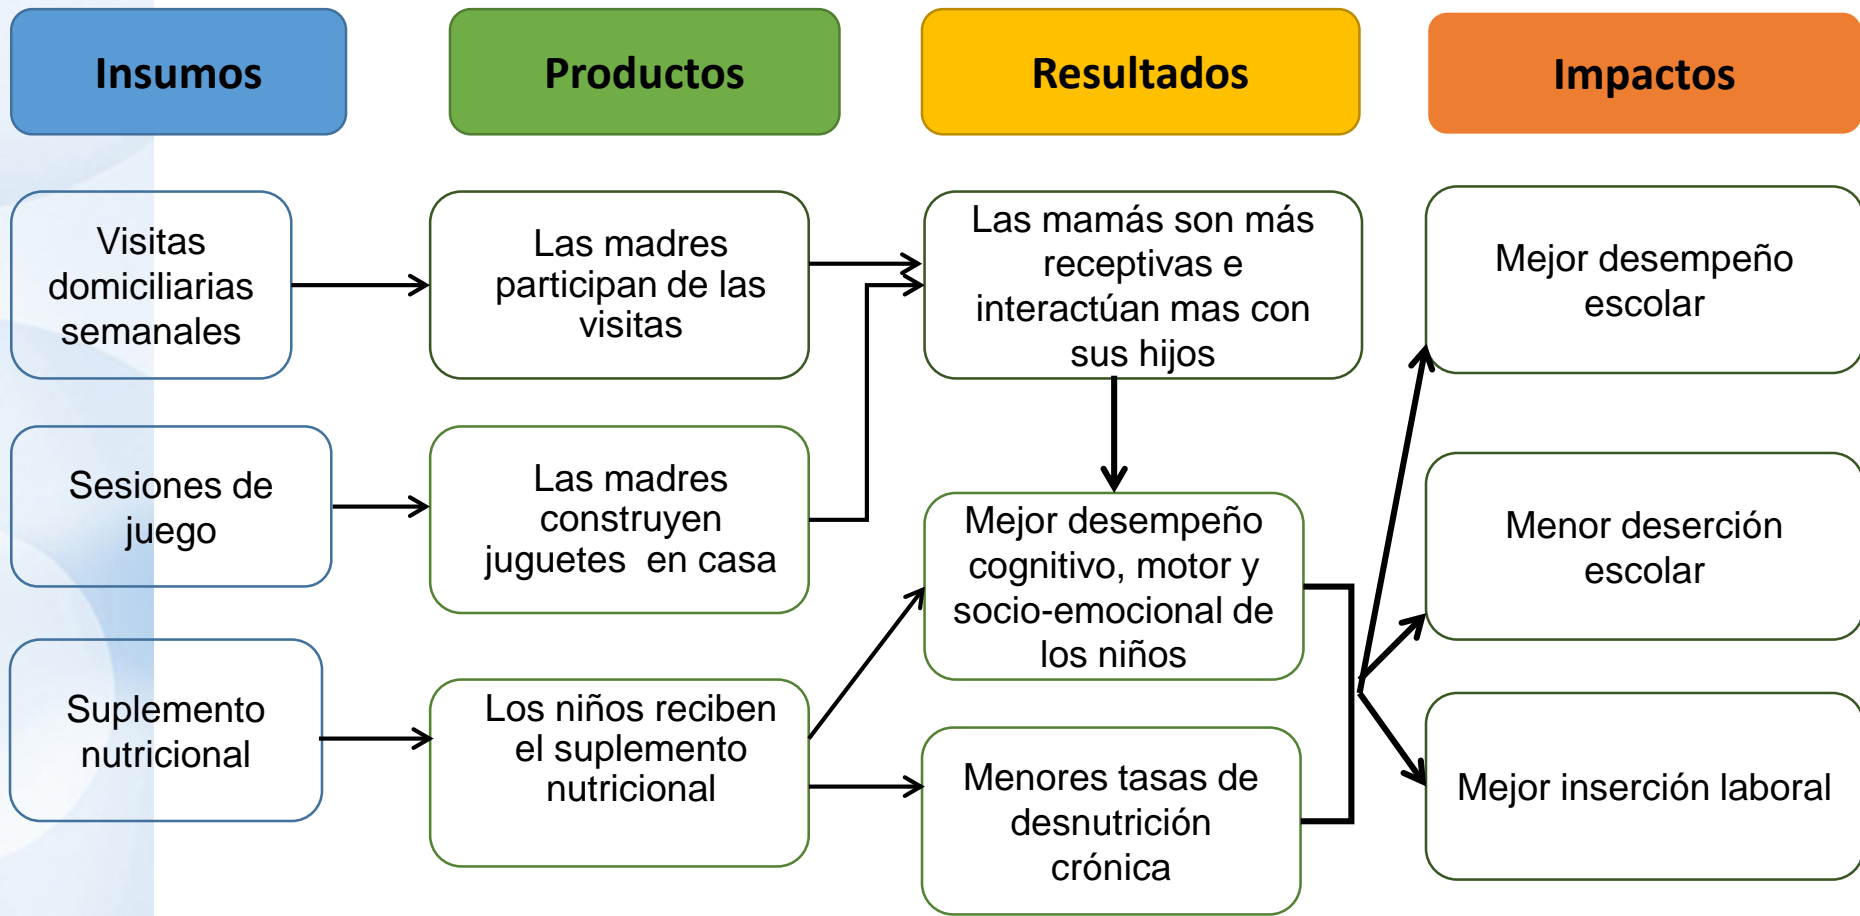 Insumos
Productos
Resultados
Impactos
Visitas
domiciliarias
semanales
Las madres
participan de las
visitas
Las mamás son más
receptivas e
interactúan mas con
sus hijos
Mejor desempeño
escolar
Sesiones de
juego
Las madres
construyen
juguetes en casa
Mejor desempeño
cognitivo, motor y
socio-emocional de
los niños
Menor deserción
escolar
Suplemento
nutricional
Los niños reciben
el suplemento
nutricional
Menores tasas de
desnutrición
crónica
Mejor inserción laboral